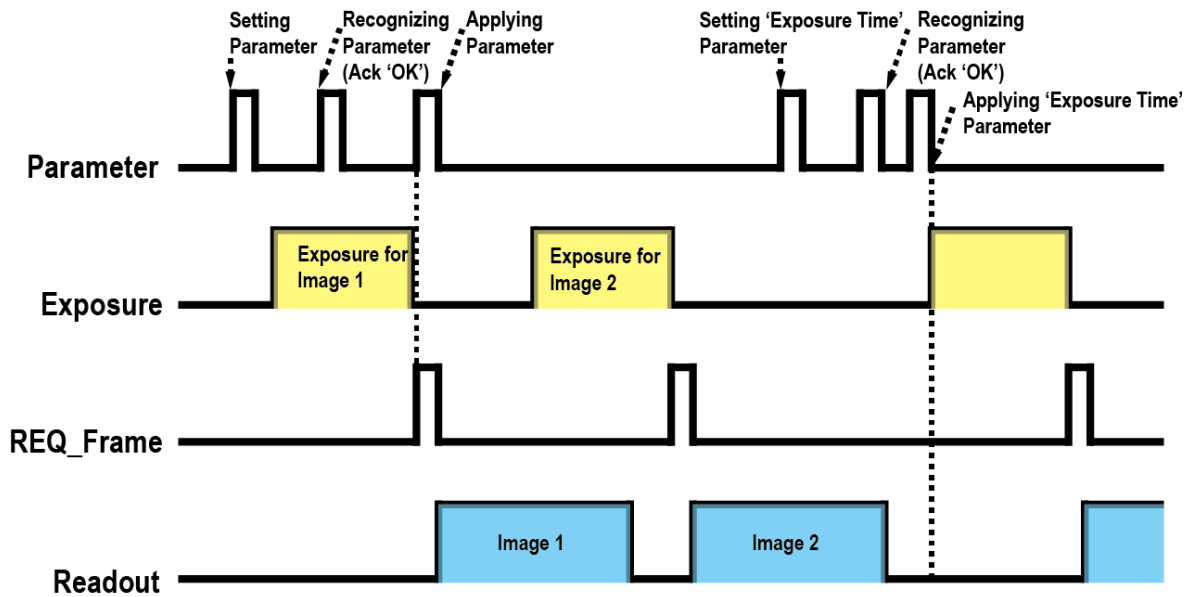 Setting
Parameter
Recognizing
Parameter
(Ack ‘OK’)
Applying
Parameter
Setting ‘Exposure Time’
Parameter
Recognizing
Parameter
(Ack ‘OK’)
Applying ‘Exposure Time’
Parameter
Parameter
Exposure for
Image 1
Exposure for
Image 2
Exposure
REQ_Frame
Image 1
Image 2
Readout